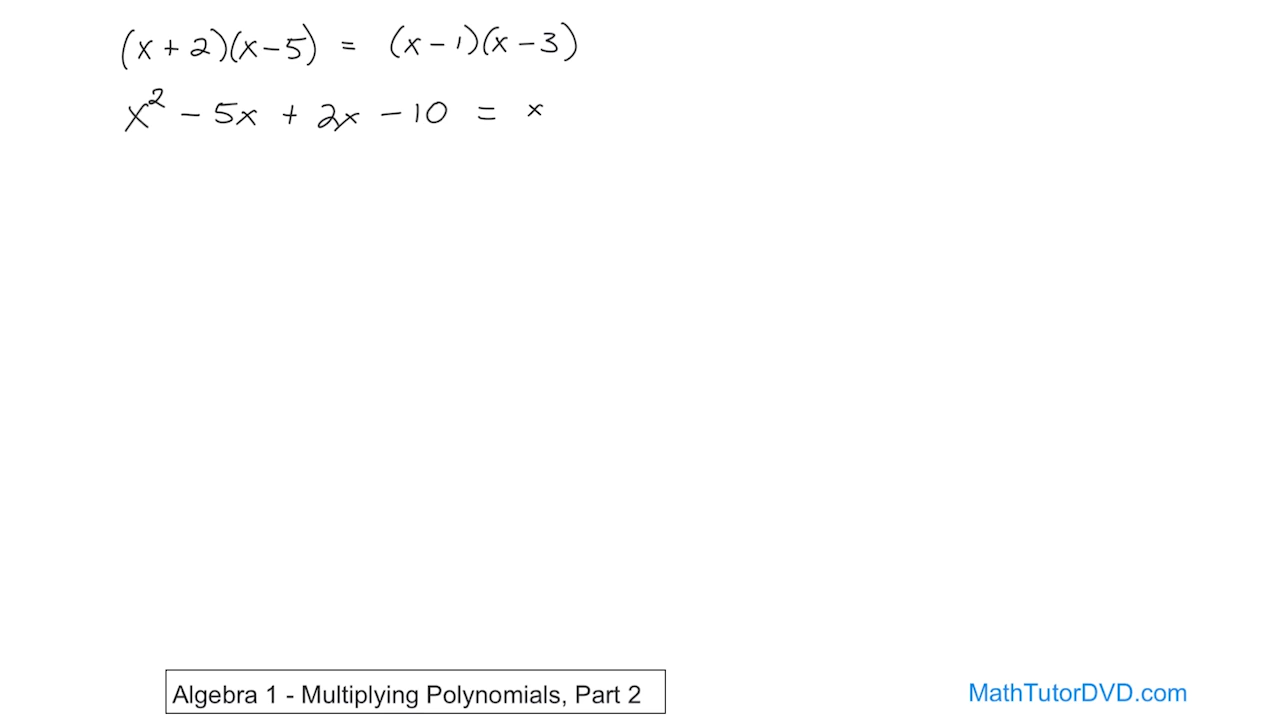 (x + 2)(x - 5) = (x - 1)(x - 3)
x² - 5x + 2x - 10 = x
Algebra 1 - Multiplying Polynomials, Part 2
MathTutorDVD.com